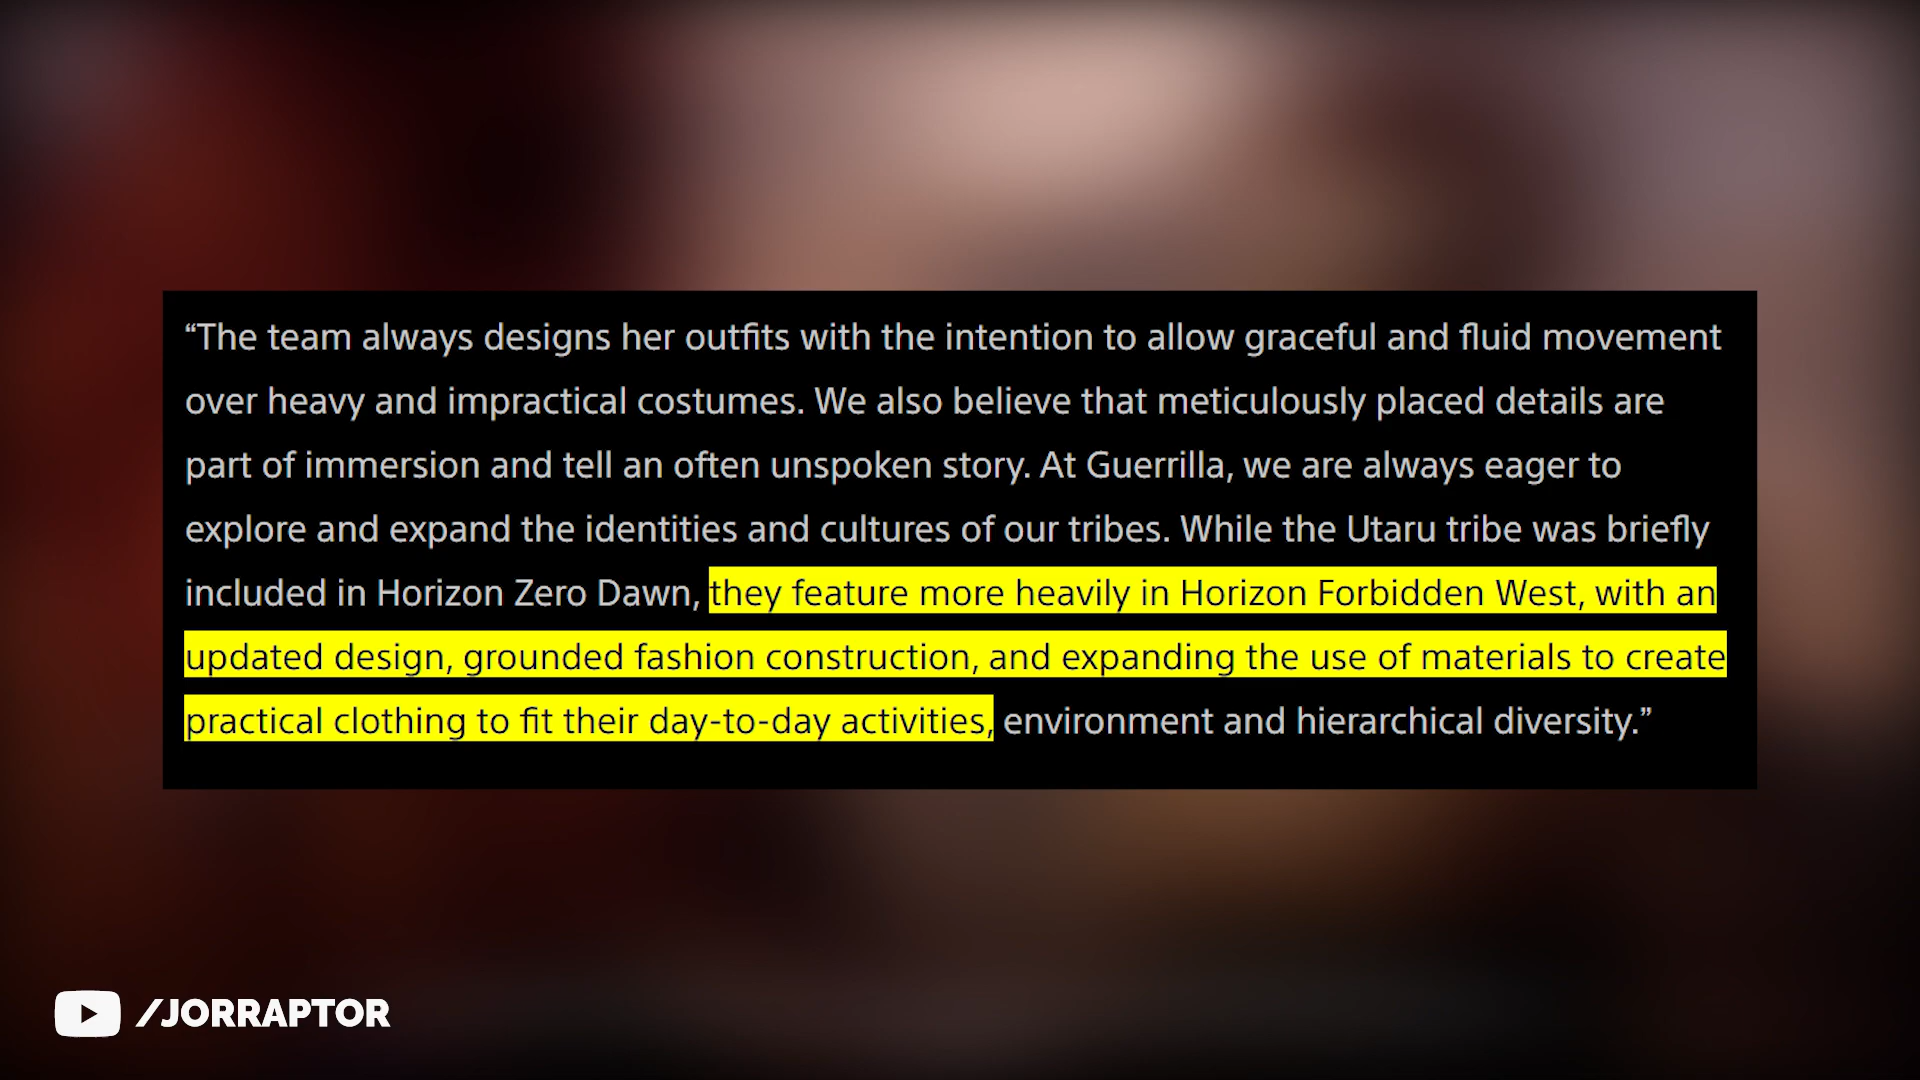 “The team always designs her outfits with the intention to allow graceful and fluid movement
over heavy and impractical costumes. We also believe that meticulously placed details are
part of immersion and tell an often unspoken story. At Guerrilla, we are always eager to
explore and expand the identities and cultures of our tribes. While the Utaru tribe was briefly
included in Horizon Zero Dawn, they feature more heavily in Horizon Forbidden West, with an
updated design, grounded fashion construction, and expanding the use of materials to create
practical clothing to fit their day-to-day activities, environment and hierarchical diversity.”
/JORRAPTOR